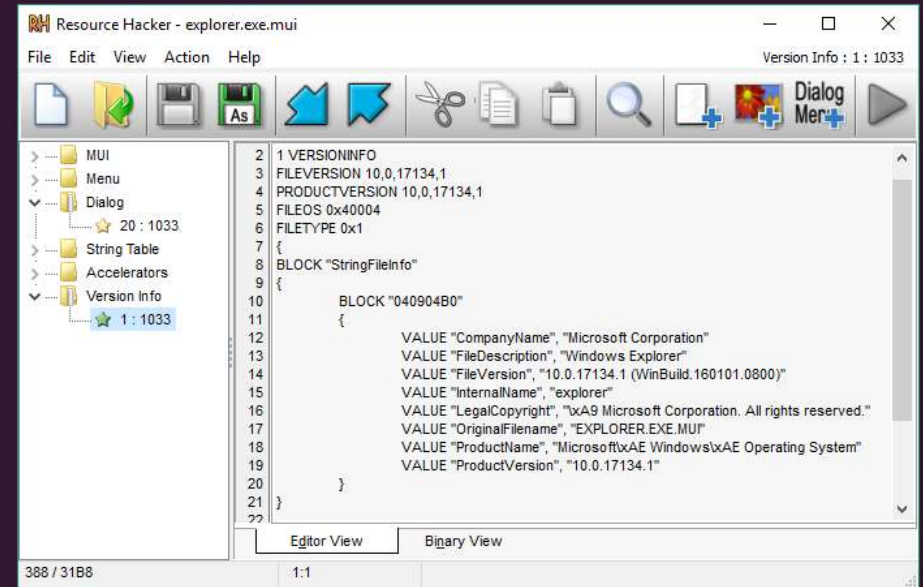 Resource Hacker - explorer.exe.mui
File Edit View Action Help
Version Info : 1 : 1033
As
Dialog
Menu
MUI
Menu
Dialog
20 : 1033
String Table
Accelerators
Version Info
1 : 1033
2 1 VERSIONINFO
3 FILEVERSION 10,0,17134,1
4 PRODUCTVERSION 10,0,17134,1
5 FILEOS 0x40004
6 FILETYPE 0x1
7 {
8 BLOCK "StringFileInfo"
9 {
10 BLOCK "040904B0"
11 {
12 VALUE "CompanyName", "Microsoft Corporation"
13 VALUE "FileDescription", "Windows Explorer"
14 VALUE "FileVersion", "10.0.17134.1 (WinBuild.160101.0800)"
15 VALUE "InternalName", "explorer"
16 VALUE "LegalCopyright", "\xA9 Microsoft Corporation. All rights reserved."
17 VALUE "OriginalFilename", "EXPLORER.EXE.MUI"
18 VALUE "ProductName", "Microsoft\xAE Windows\xAE Operating System"
19 VALUE "ProductVersion", "10.0.17134.1"
20 }
21 }
22
Editor View Binary View
388 / 31B8 1:1